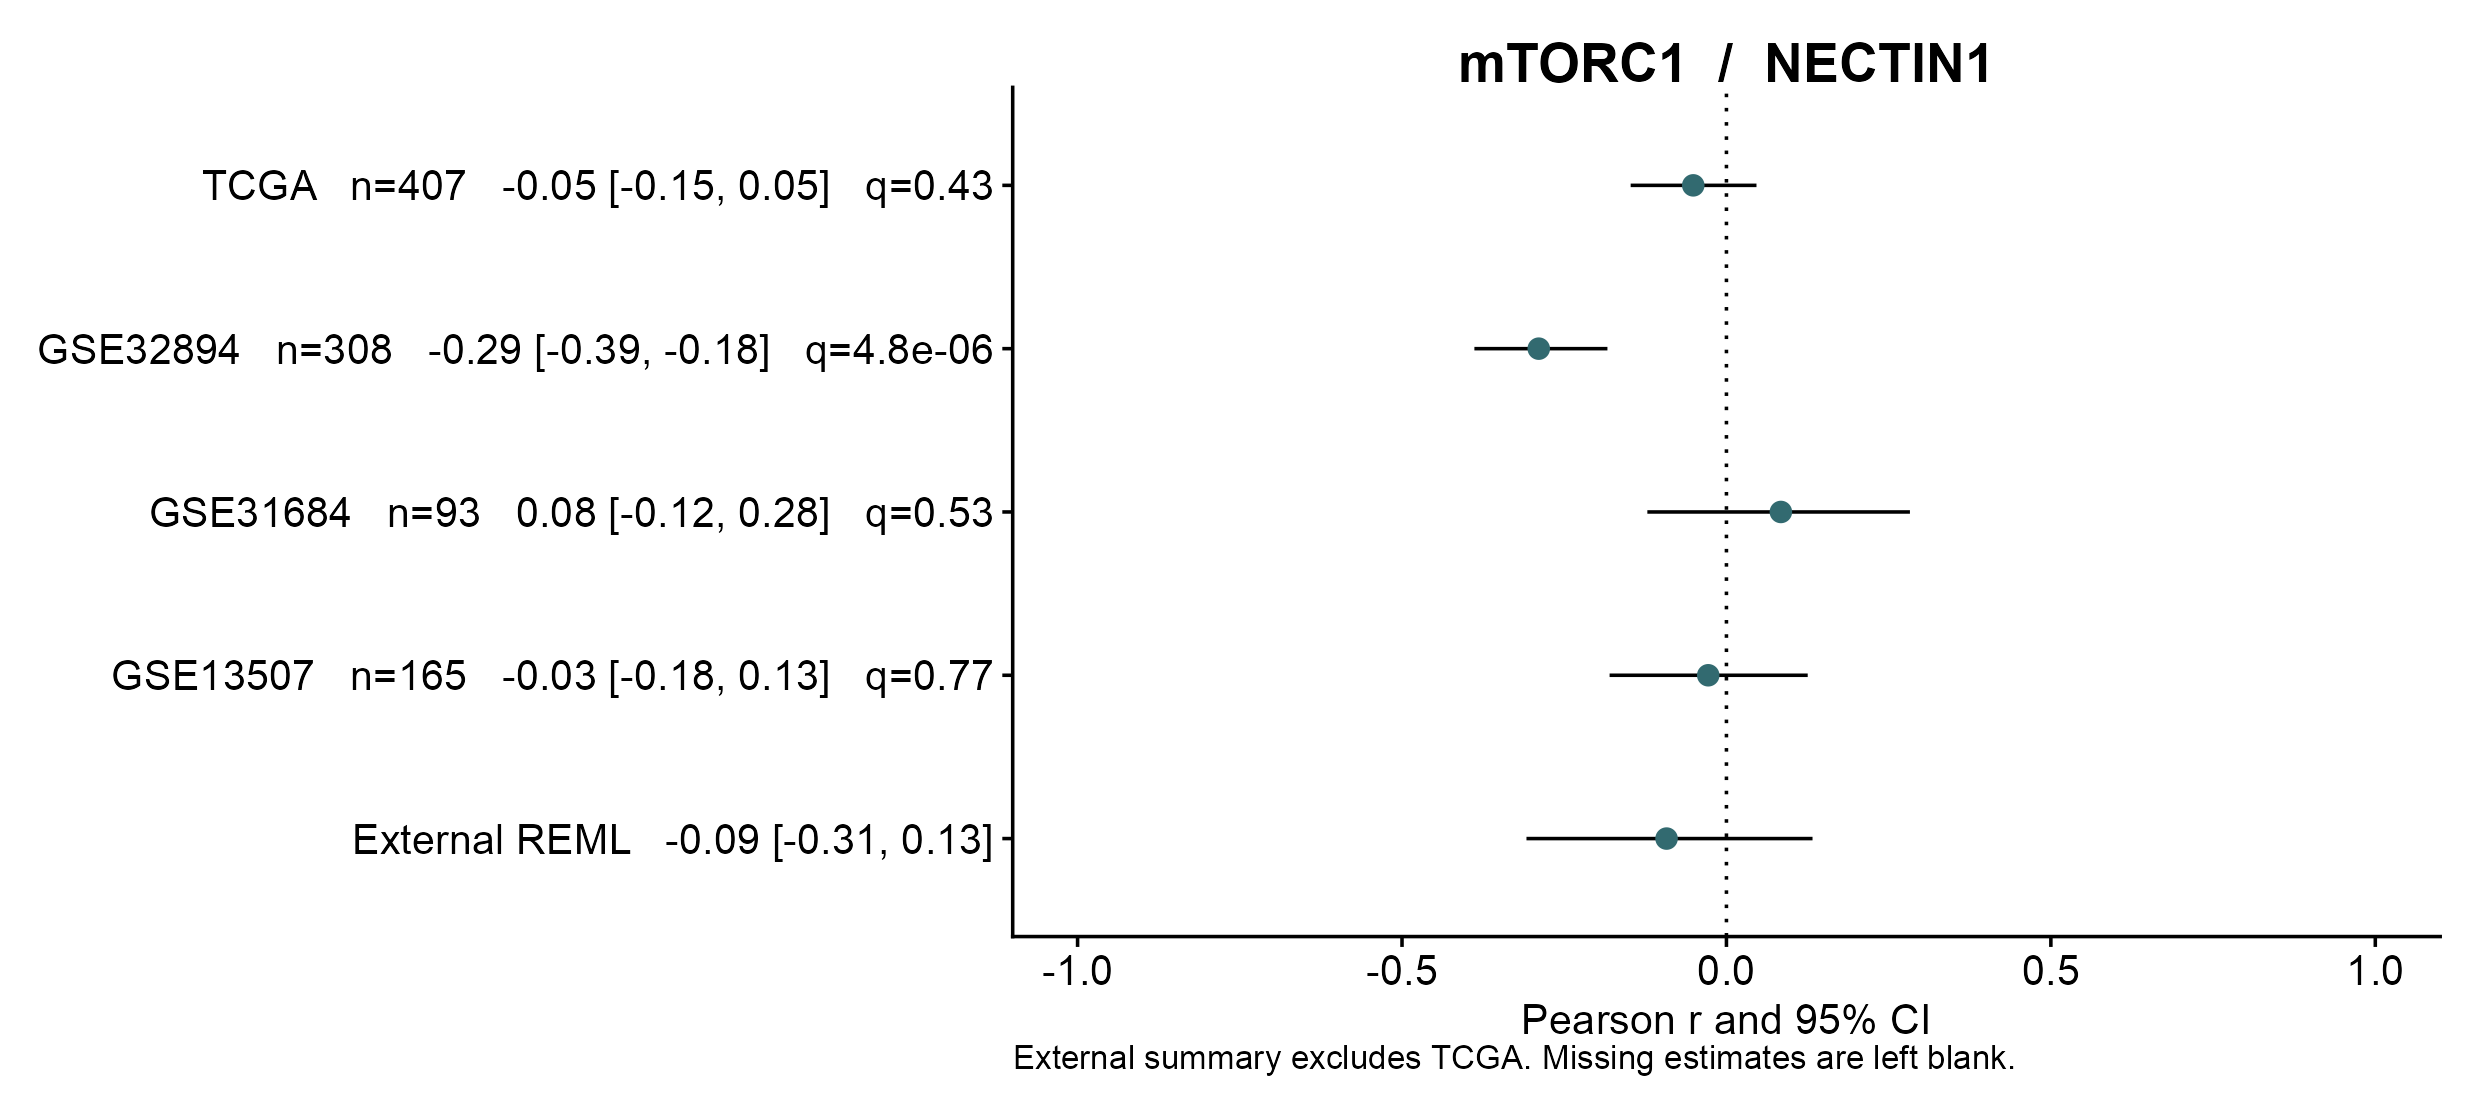 mTORC1 / NECTIN1
TCGA n=407 -0.05 [-0.15, 0.05] q=0.43
GSE32894 n=308 -0.29 [-0.39, -0.18] q=4.8e-06
GSE31684 n=93 0.08 [-0.12, 0.28] q=0.53
GSE13507 n=165 -0.03 [-0.18, 0.13] q=0.77
External REML -0.09 [-0.31, 0.13]
-1.0 -0.5 0.0 0.5 1.0
Pearson r and 95% CI
External summary excludes TCGA. Missing estimates are left blank.